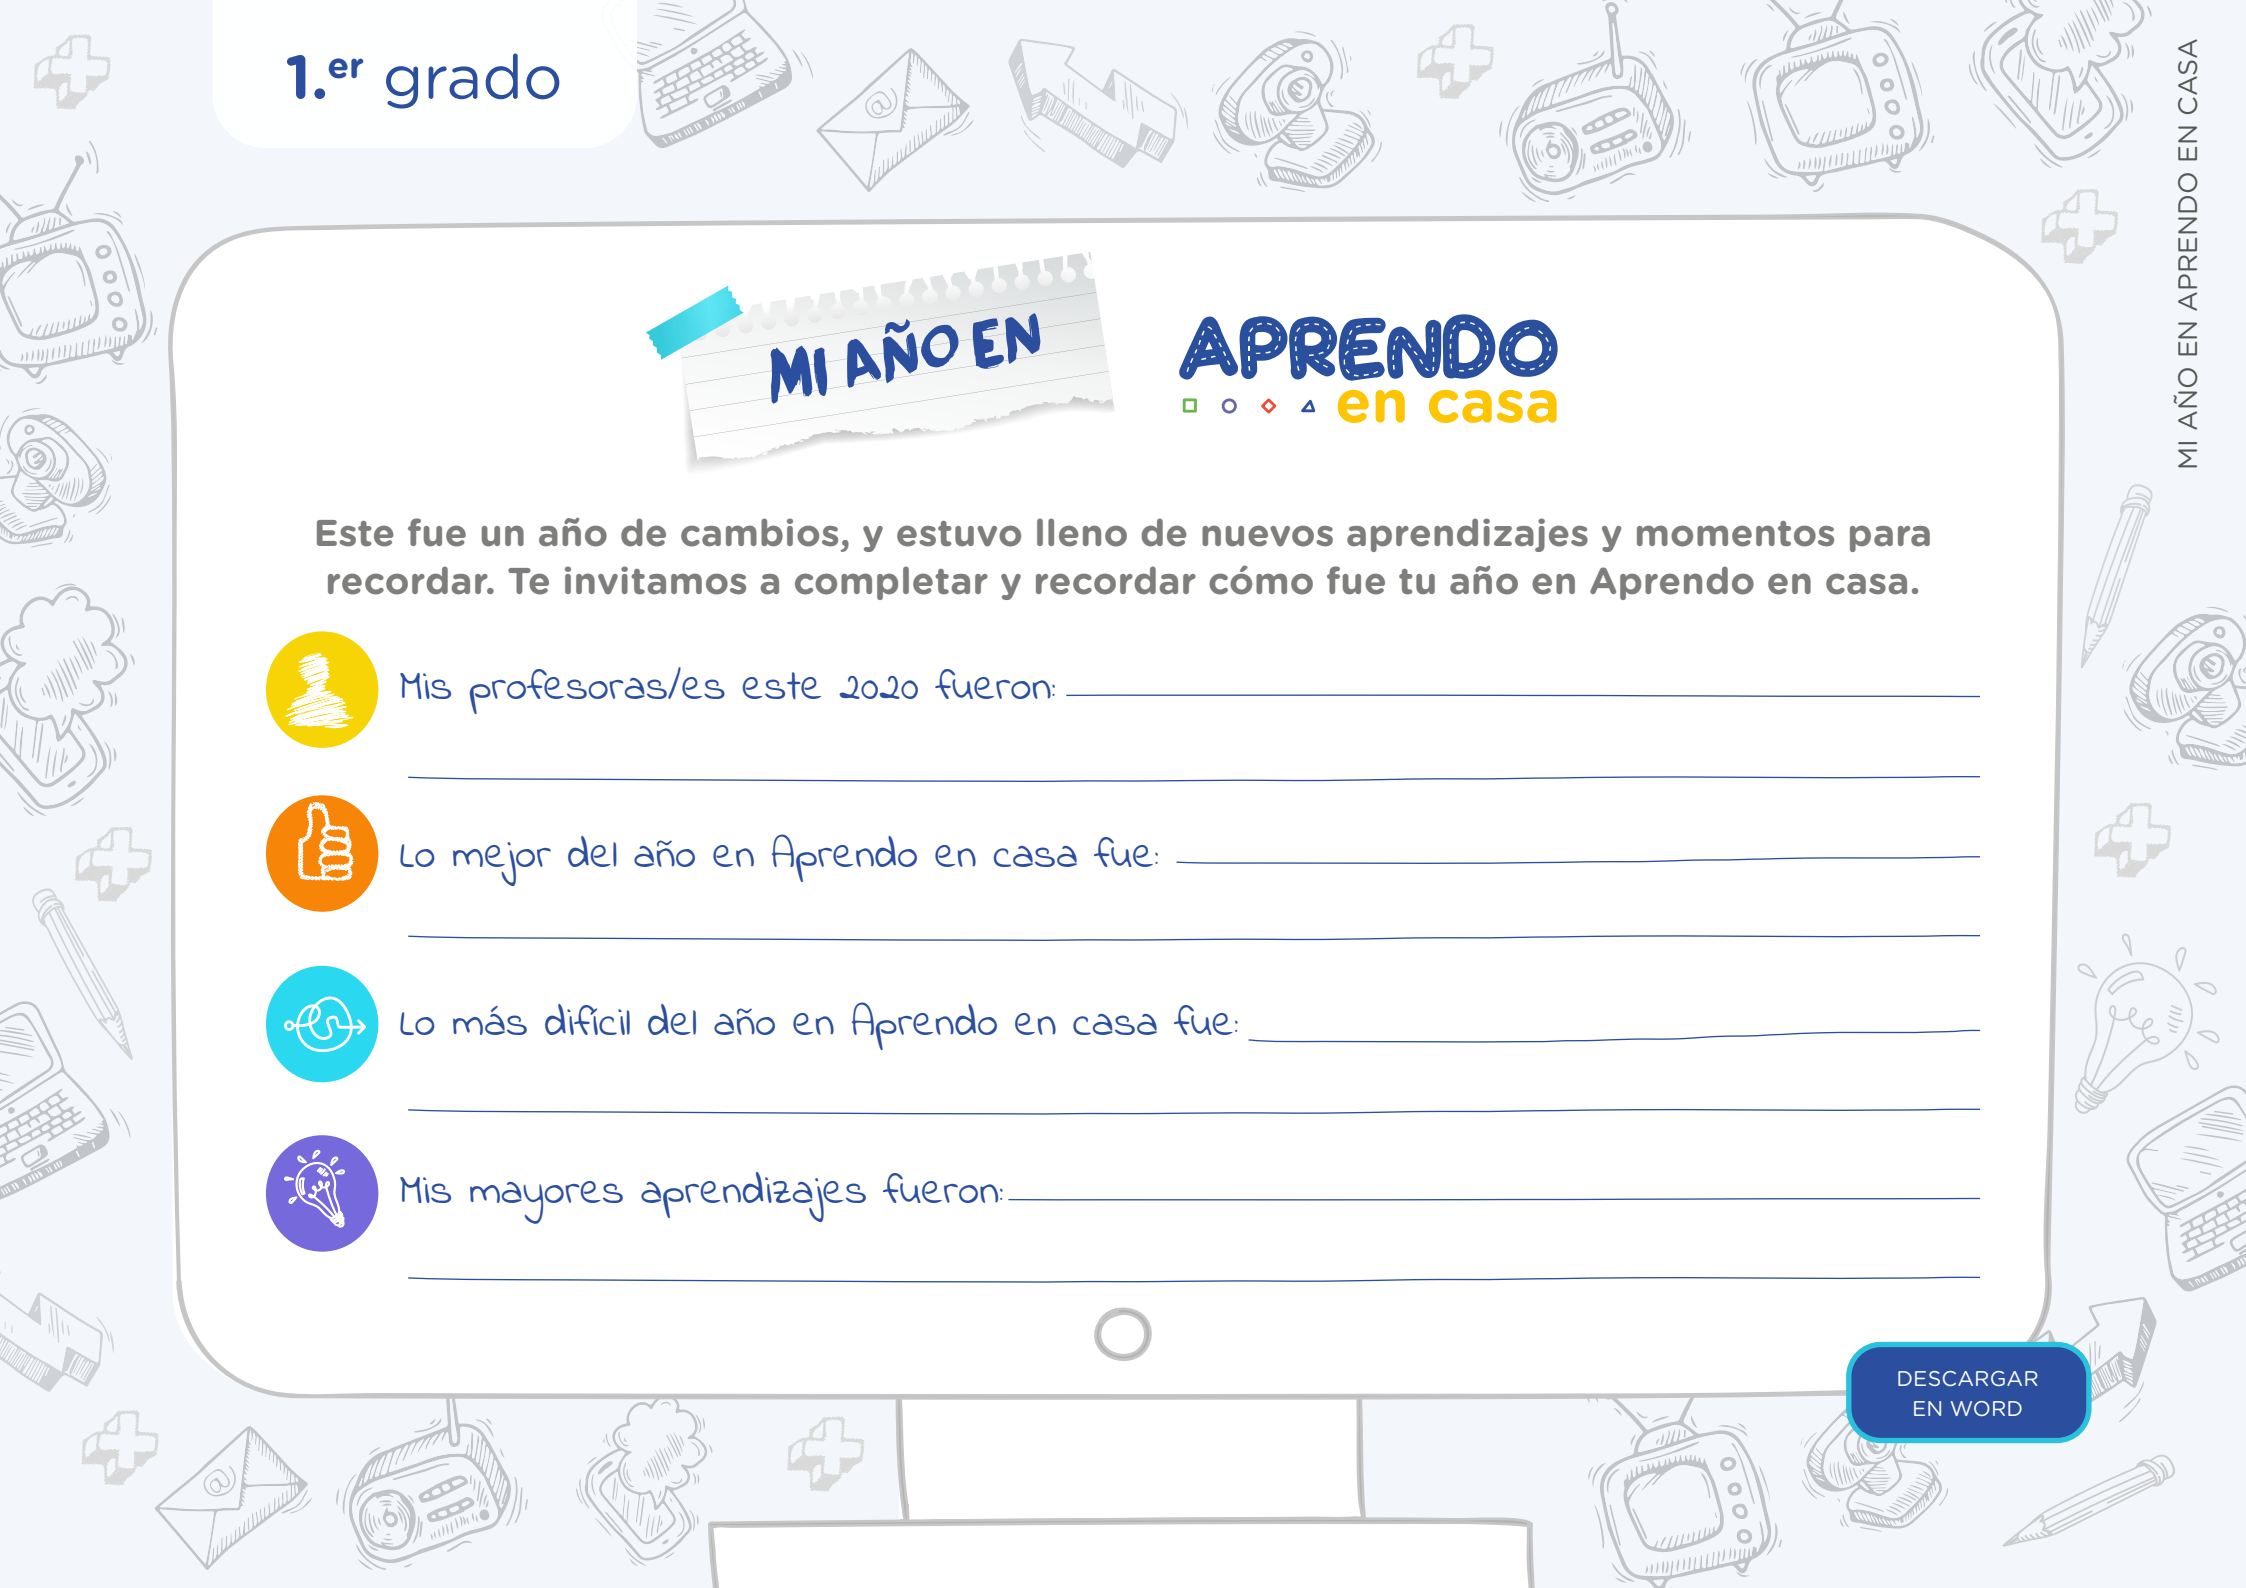 1.er grado
MI AÑO EN APRENDO EN CASA
MI AÑO EN
APRENDO
en casa
Este fue un año de cambios, y estuvo lleno de nuevos aprendizajes y momentos para
recordar. Te invitamos a completar y recordar cómo fue tu año en Aprendo en casa.
Mis profesoras/es este 2020 fueron:
Lo mejor del año en Aprendo en casa fue:
Lo más difícil del año en Aprendo en casa fue:
Mis mayores aprendizajes fueron:
DESCARGAR
EN WORD